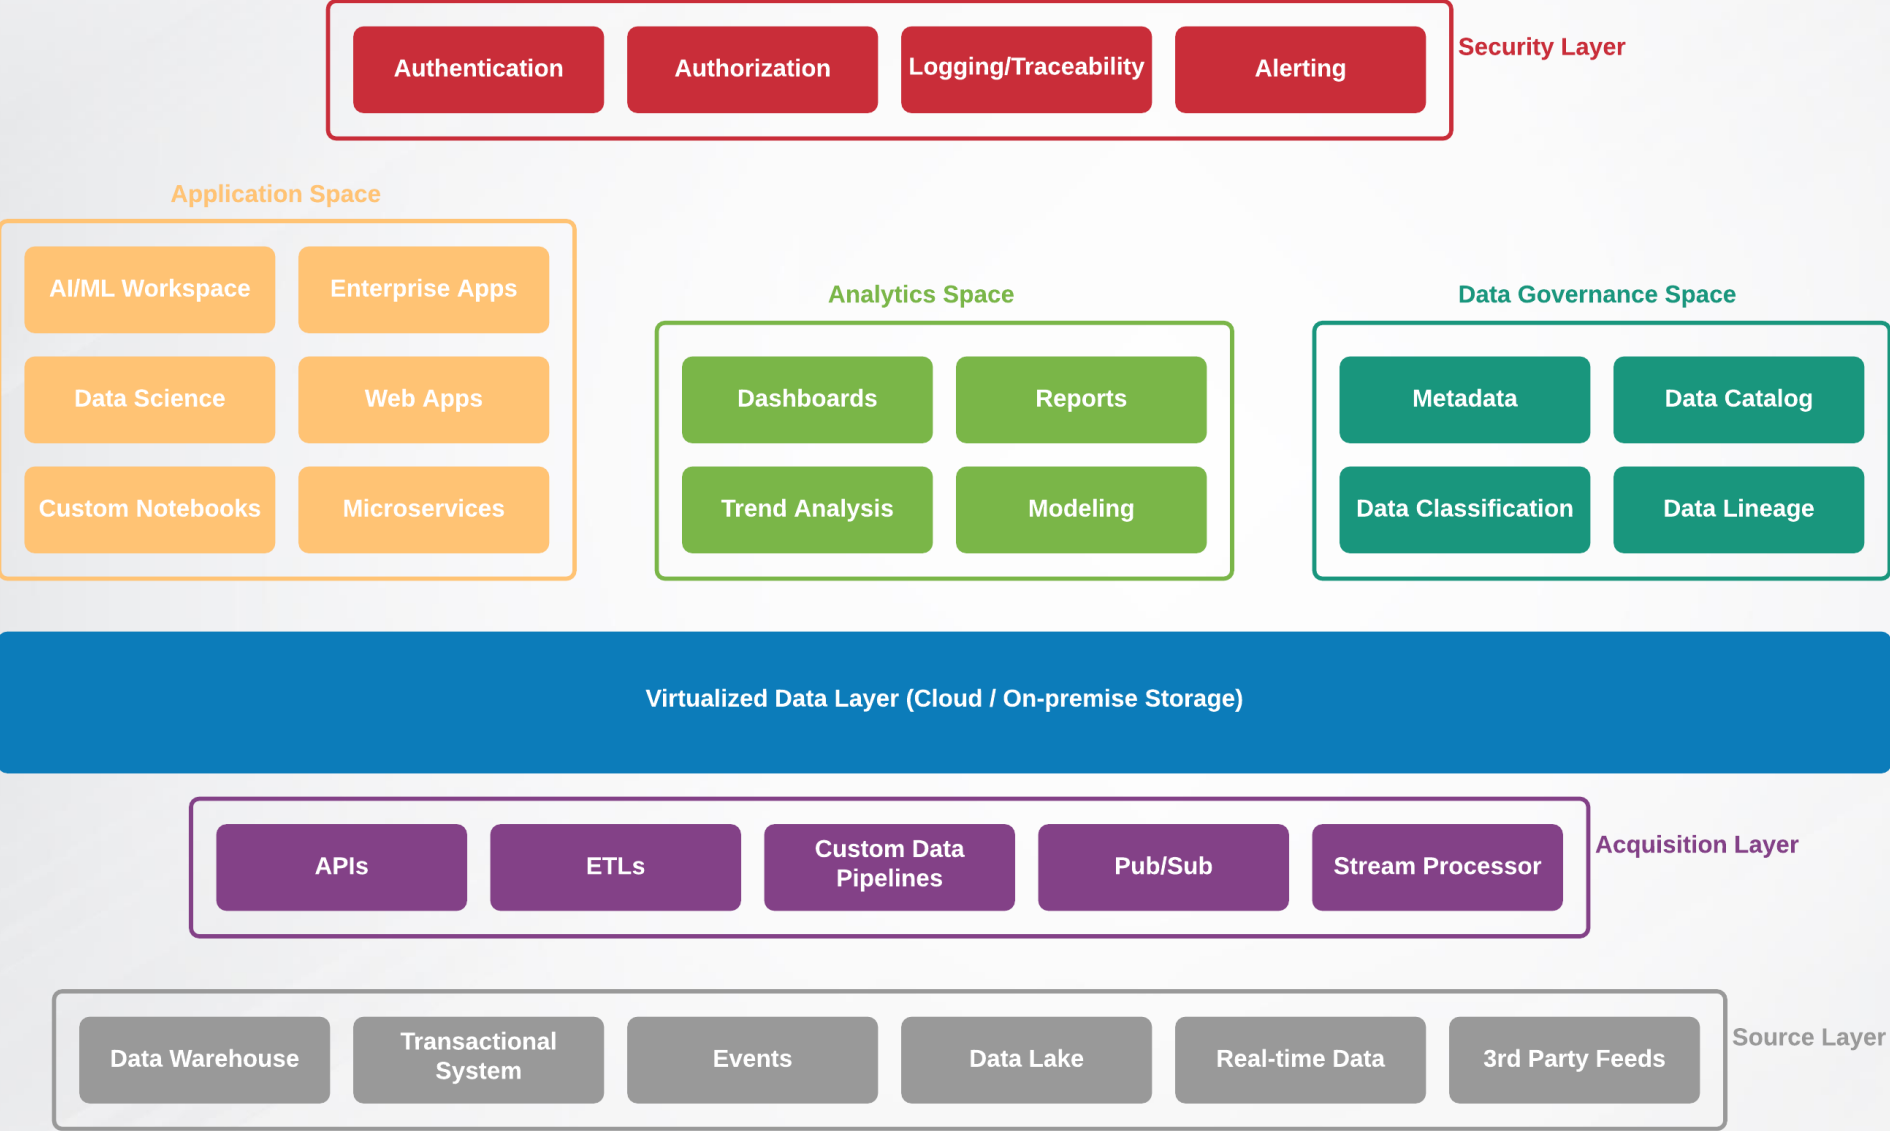 Authentication
Authorization
Logging/Traceability
Alerting
Security Layer
Application Space
AI/ML Workspace
Enterprise Apps
Data Science
Web Apps
Custom Notebooks
Microservices
Analytics Space
Dashboards
Reports
Trend Analysis
Modeling
Data Governance Space
Metadata
Data Catalog
Data Classification
Data Lineage
Virtualized Data Layer (Cloud / On-premise Storage)
APIs
ETLs
Custom Data
Pipelines
Pub/Sub
Stream Processor
Acquisition Layer
Data Warehouse
Transactional
System
Events
Data Lake
Real-time Data
3rd Party Feeds
Source Layer